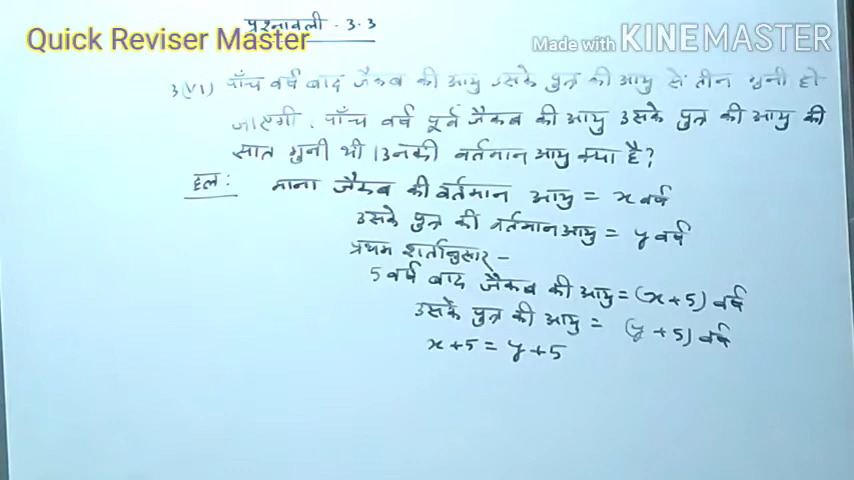 प्रश्नावली - 3.3
Quick Reviser Master
Made with KINEMASTER
3(VI) पाँच वर्ष बाद जैकब की आयु उसके पुत्र की आयु से तीन गुनी हो
जाएगी . पाँच वर्ष पूर्व जैकब की आयु उसके पुत्र की आयु की
सात गुनी थी । उनकी वर्तमान आयु क्या है ?
हल : माना जैकब की वर्तमान आयु = x वर्ष
उसके पुत्र की वर्तमान आयु = y वर्ष
प्रथम शर्तानुसार -
5 वर्ष बाद जैकब की आयु = (x + 5) वर्ष
उसके पुत्र की आयु = (y + 5) वर्ष
x + 5 = y + 5